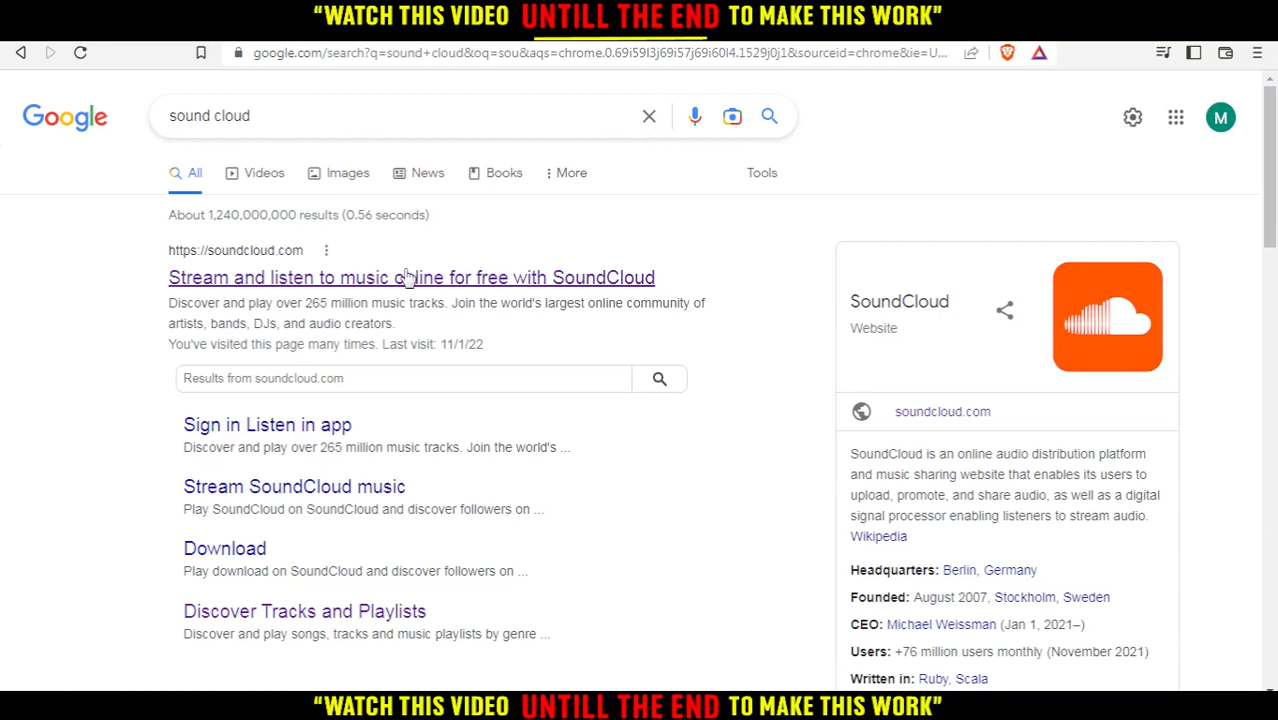 “WATCH THIS VIDEO UNTILL THE END TO MAKE THIS WORK”
google.com/search?q=sound+cloud&oq=sou&aqs=chrome.0.69i59l3j69i57j69i60l4.1529j0j1&sourceid=chrome&ie=U...
Google
sound cloud
M
All
Videos
Images
News
Books
More
Tools
About 1,240,000,000 results (0.56 seconds)
https://soundcloud.com
Stream and listen to music online for free with SoundCloud
Discover and play over 265 million music tracks. Join the world's largest online community of
artists, bands, DJs, and audio creators.
You've visited this page many times. Last visit: 11/1/22
Results from soundcloud.com
Sign in Listen in app
Discover and play over 265 million music tracks. Join the world's ...
Stream SoundCloud music
Play SoundCloud on SoundCloud and discover followers on ...
Download
Play download on SoundCloud and discover followers on ...
Discover Tracks and Playlists
Discover and play songs, tracks and music playlists by genre ...
SoundCloud
Website
soundcloud.com
SoundCloud is an online audio distribution platform
and music sharing website that enables its users to
upload, promote, and share audio, as well as a digital
signal processor enabling listeners to stream audio.
Wikipedia
Headquarters: Berlin, Germany
Founded: August 2007, Stockholm, Sweden
CEO: Michael Weissman (Jan 1, 2021–)
Users: +76 million users monthly (November 2021)
Written in: Ruby, Scala
“WATCH THIS VIDEO UNTILL THE END TO MAKE THIS WORK”